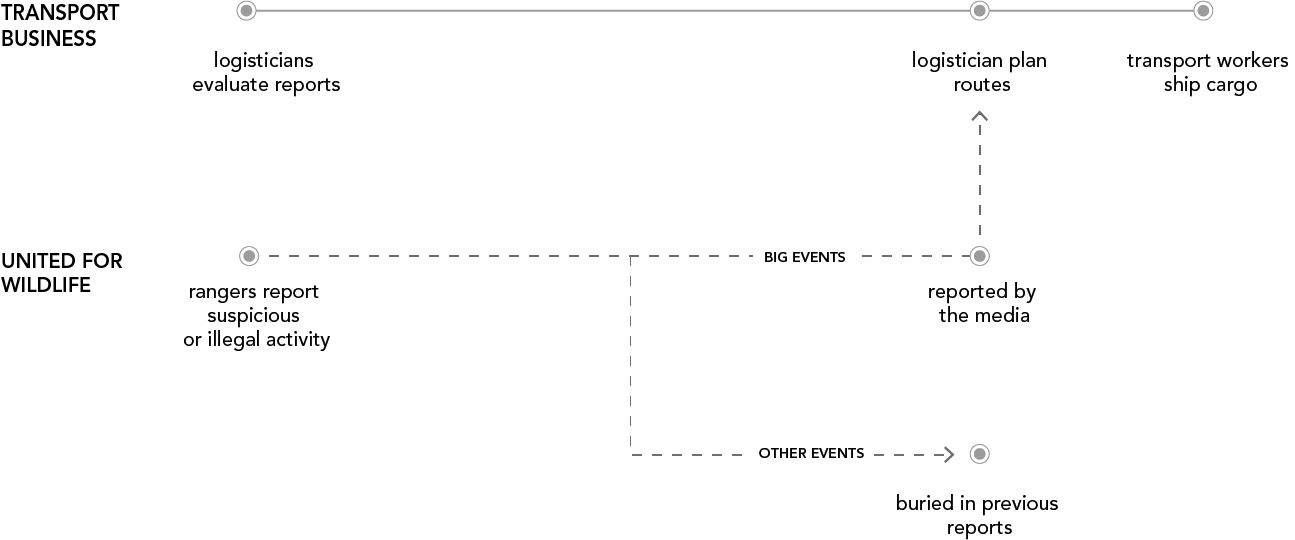 TRANSPORT
BUSINESS
logisticians
evaluate reports
logistician plan
routes
transport workers
ship cargo
UNITED FOR
WILDLIFE
rangers report
suspicious
or illegal activity
BIG EVENTS
reported by
the media
OTHER EVENTS
buried in previous
reports